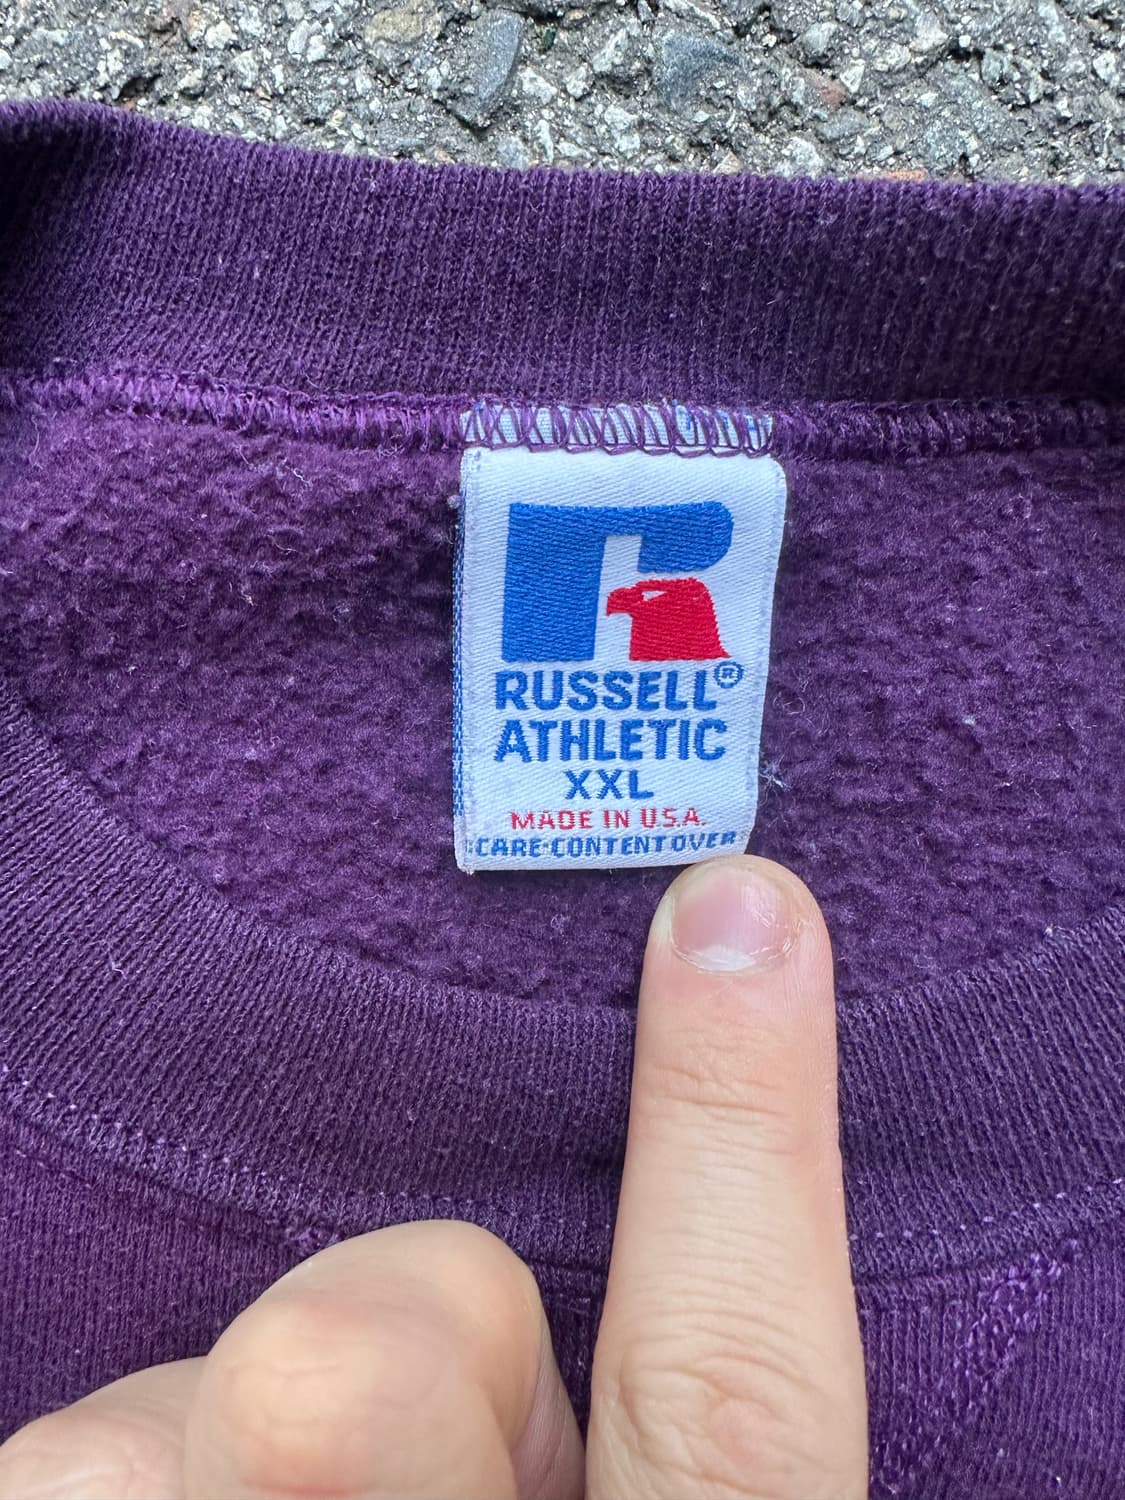 RUSSELL®
ATHLETIC
XXL
MADE IN U.S.A.
CARE·CONTENT OVER